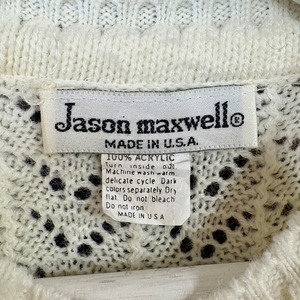 Jason maxwell®
MADE IN U.S.A.
100% ACRYLIC
Turn inside out
Machine wash warm
delicate cycle. Dark
colors separately Dry
flat. Do not bleach
Do not iron
MADE IN USA